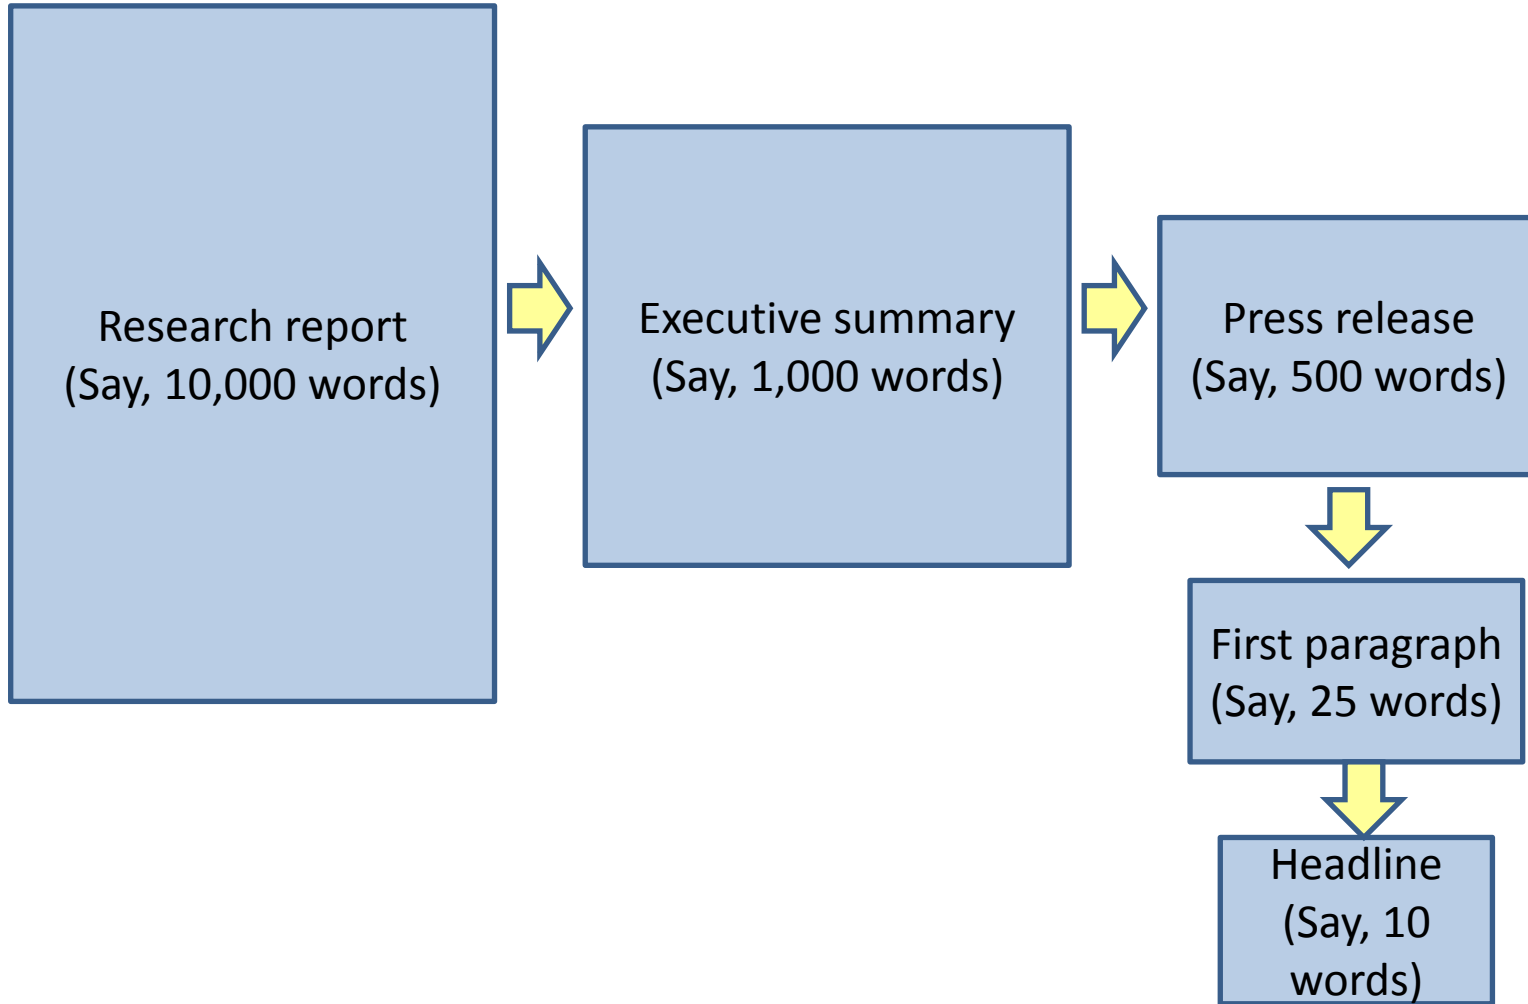 Research report
(Say, 10,000 words)
Executive summary
(Say, 1,000 words)
Press release
(Say, 500 words)
First paragraph
(Say, 25 words)
Headline
(Say, 10
words)